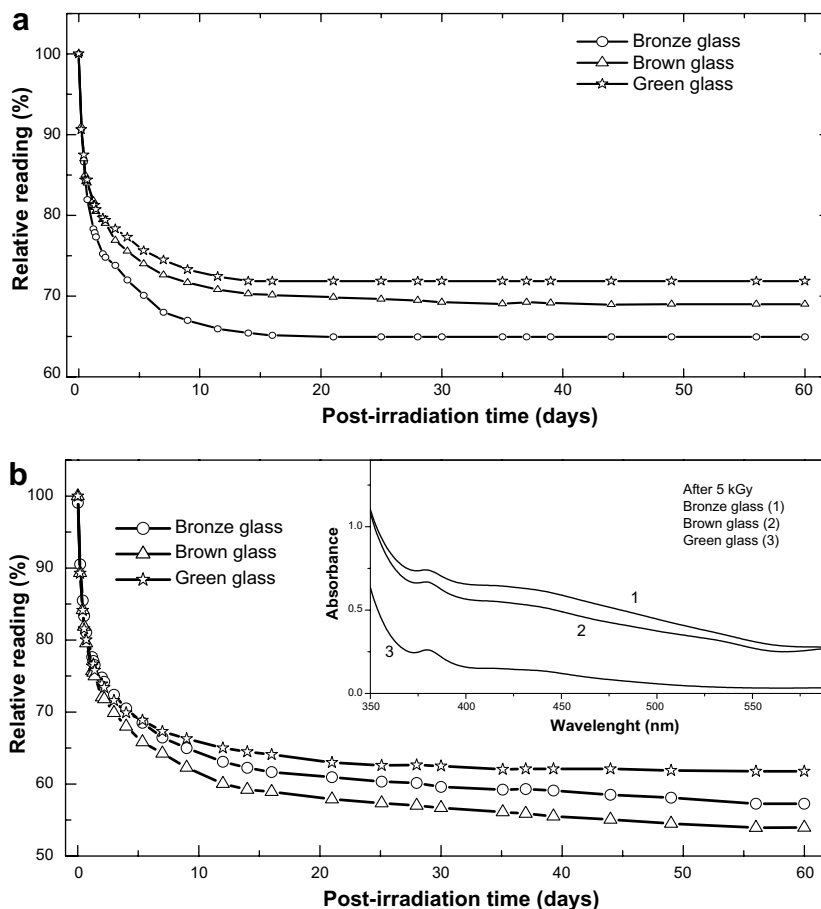 a
Bronze glass
Brown glass
Green glass
100
90
80
70
60
Relative reading (%)
0 10 20 30 40 50 60
Post-irradiation time (days)
b
Bronze glass
Brown glass
Green glass
100
90
80
70
60
50
Relative reading (%)
0 10 20 30 40 50 60
Post-irradiation time (days)
After 5 kGy
Bronze glass (1)
Brown glass (2)
Green glass (3)
1.0
0.5
0.0
Absorbance
1
2
3
350 400 450 500 550
Wavelenght (nm)